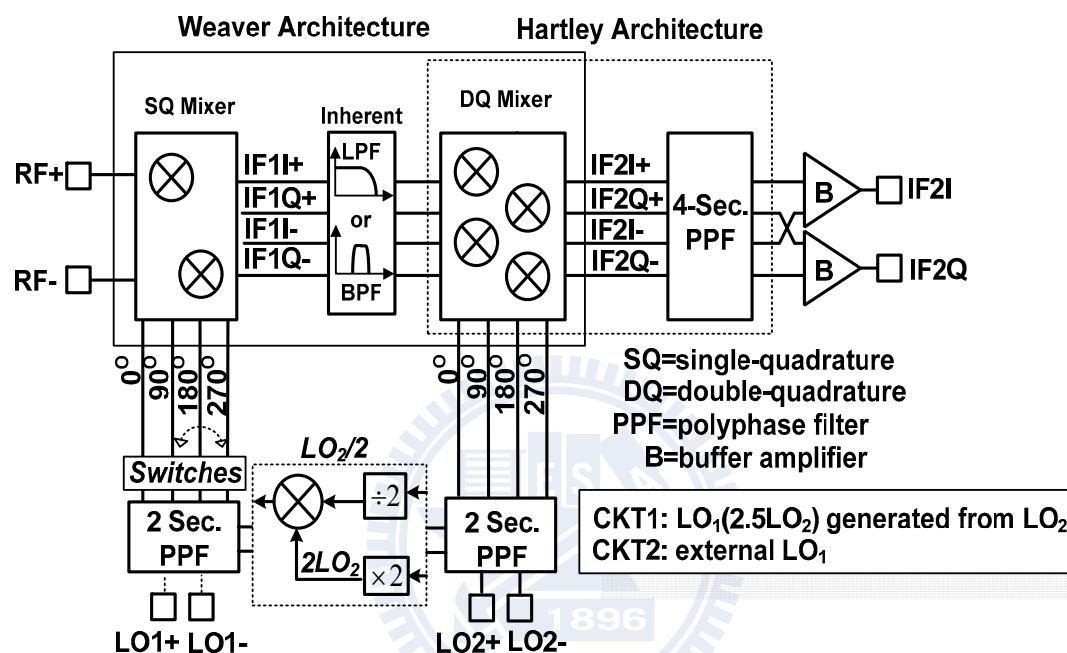 Weaver Architecture
Hartley Architecture
SQ Mixer
Inherent
DQ Mixer
RF+
RF-
IF1I+
IF1Q+
IF1I-
IF1Q-
LPF
or
BPF
IF2I+
IF2Q+
IF2I-
IF2Q-
4-Sec.
PPF
B
B
IF2I
IF2Q
0°
90°
180°
270°
0°
90°
180°
270°
SQ=single-quadrature
DQ=double-quadrature
PPF=polyphase filter
B=buffer amplifier
Switches
LO2/2
÷2
2LO2
×2
2 Sec.
PPF
2 Sec.
PPF
CKT1: LO1(2.5LO2) generated from LO2
CKT2: external LO1
LO1+ LO1-
LO2+ LO2-
ESA
1896